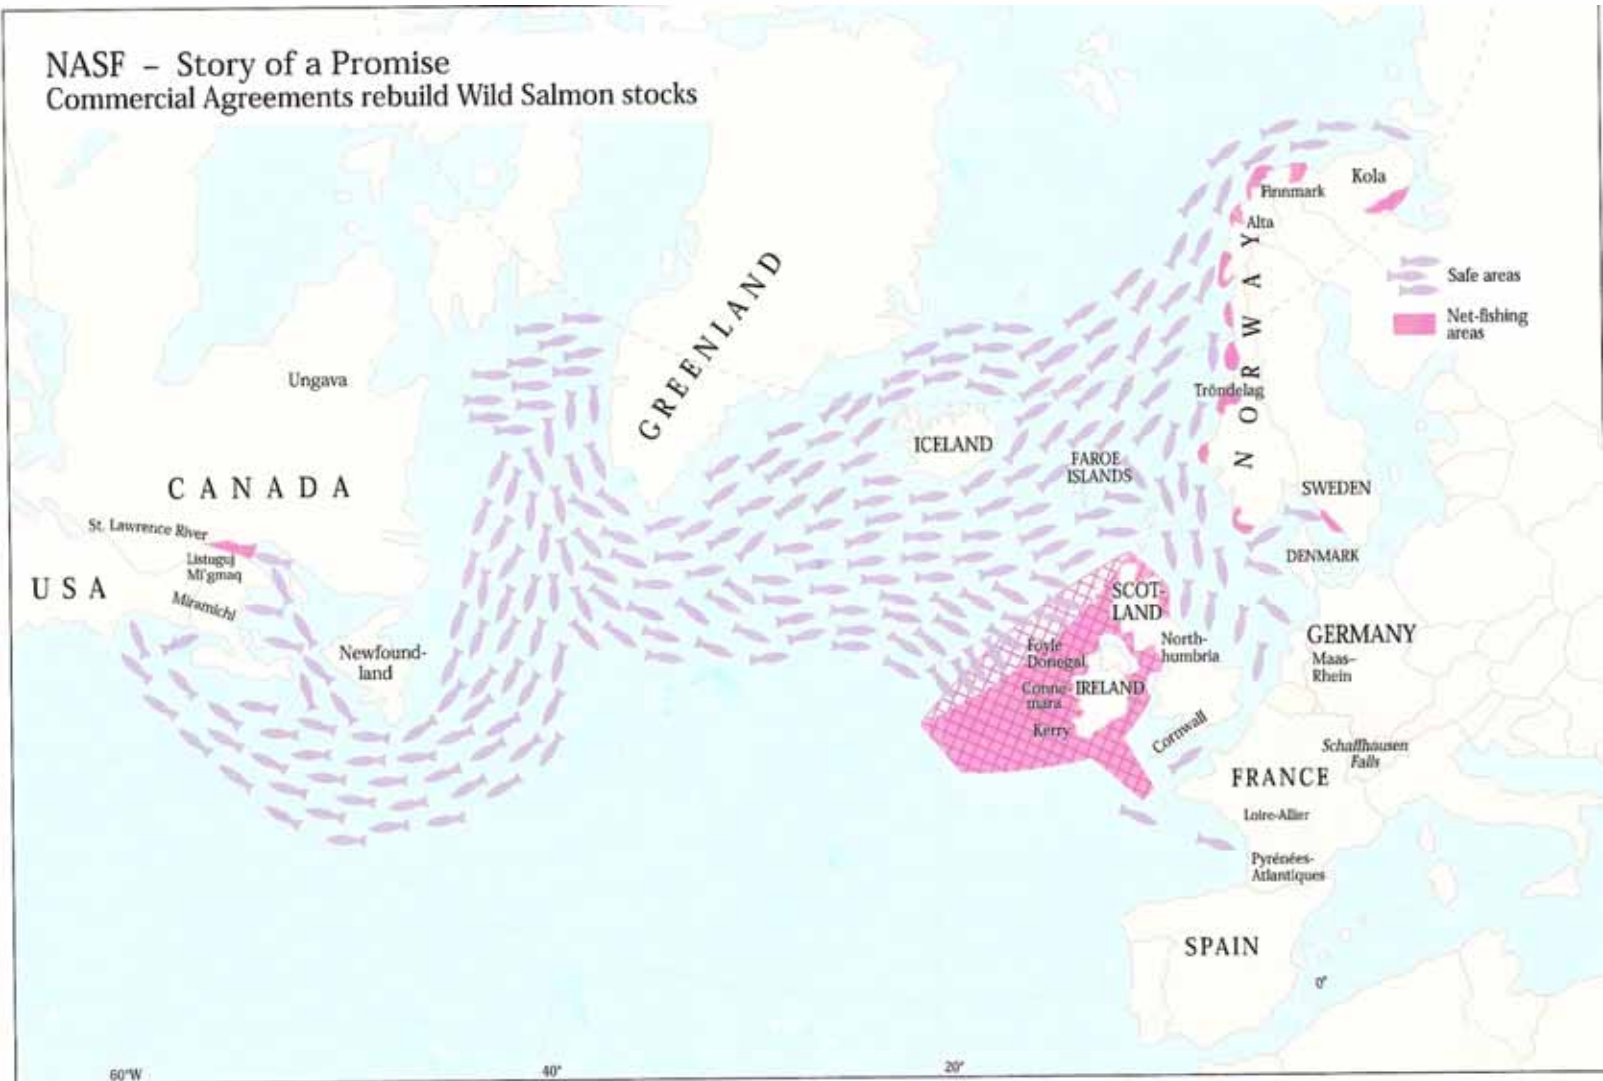 NASF – Story of a Promise
Commercial Agreements rebuild Wild Salmon stocks
Kola
Finnmark
Alta
NORWAY
Safe areas
Net-fishing
areas
GREENLAND
Ungava
Tröndelag
ICELAND
FAROE
ISLANDS
CANADA
SWEDEN
St. Lawrence River
Listuguj
Mi'gmaq
DENMARK
USA
Miramichi
SCOT-
LAND
Newfound-
land
Foyle
Donegal
North-
humbria
GERMANY
Maas-
Rhein
Conne-
mara
IRELAND
Kerry
Cornwall
Schaffhausen
Falls
FRANCE
Loire-Allier
Pyrénées-
Atlantiques
SPAIN
0°
60°W
40°
20°